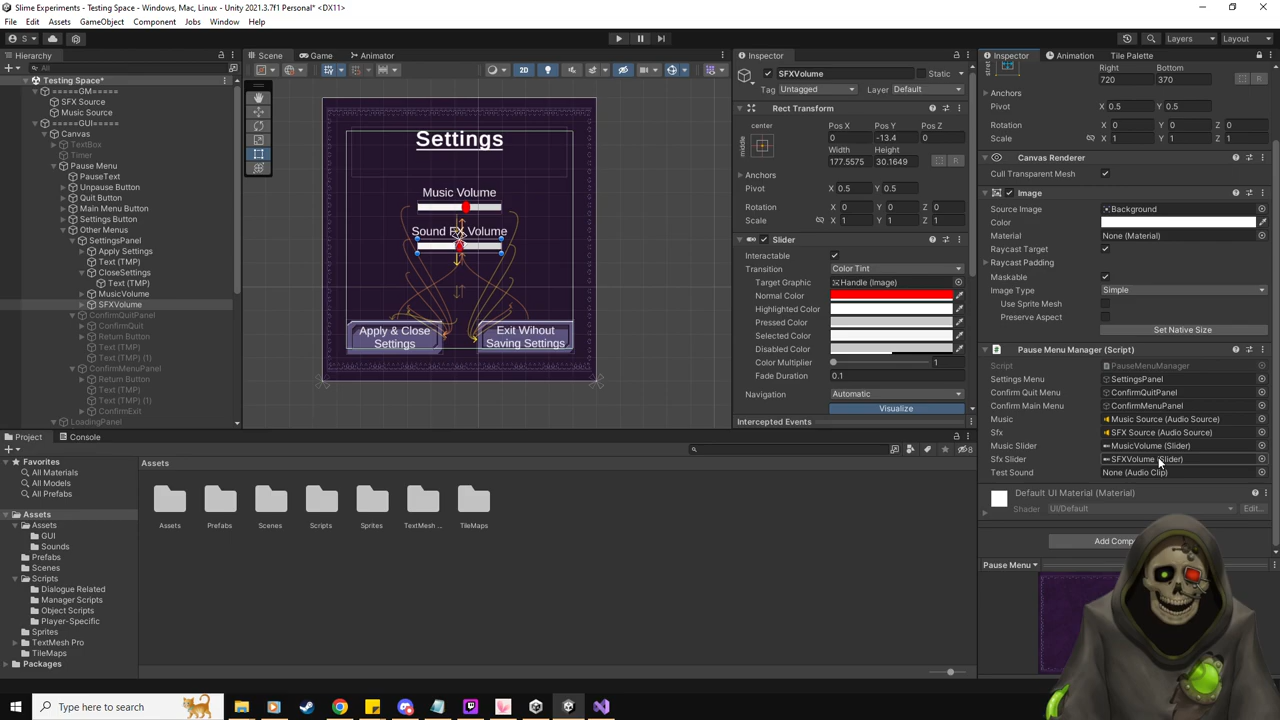 Slime Experiments - Testing Space - Windows, Mac, Linux - Unity 2021.3.7f1 Personal* <DX11>
File Edit Assets GameObject Component Jobs Window Help
S
Layers
Layout
Hierarchy
All
Testing Space*
=====GM=====
SFX Source
Music Source
=====GUI=====
Canvas
TextBox
Timer
Pause Menu
PauseText
Unpause Button
Quit Button
Main Menu Button
Settings Button
Other Menus
SettingsPanel
Apply Settings
Text (TMP)
CloseSettings
Text (TMP)
MusicVolume
SFXVolume
ConfirmQuitPanel
ConfirmQuit
Return Button
Text (TMP)
Text (TMP) (1)
ConfirmMenuPanel
Return Button
Text (TMP)
Text (TMP) (1)
ConfirmExit
LoadingPanel
Scene Game Animator
2D
Settings
Music Volume
Sound FX Volume
Apply & Close
Settings
Exit Wihout
Saving Settings
Inspector
SFXVolume
Static
Tag Untagged Layer Default
Rect Transform
center
middle
Pos X Pos Y Pos Z
0 -13.4 0
Width Height
177.5575 30.1649
R
Anchors
Pivot X 0.5 Y 0.5
Rotation X 0 Y 0 Z 0
Scale X 1 Y 1 Z 1
Slider
Interactable
Transition Color Tint
Target Graphic Handle (Image)
Normal Color
Highlighted Color
Pressed Color
Selected Color
Disabled Color
Color Multiplier 1
Fade Duration 0.1
Navigation Automatic
Visualize
Intercepted Events
Inspector Animation Tile Palette
stret
Right Bottom
720 370
R
Anchors
Pivot X 0.5 Y 0.5
Rotation X 0 Y 0 Z 0
Scale X 1 Y 1 Z 1
Canvas Renderer
Cull Transparent Mesh
Image
Source Image Background
Color
Material None (Material)
Raycast Target
Raycast Padding
Maskable
Image Type Simple
Use Sprite Mesh
Preserve Aspect
Set Native Size
Pause Menu Manager (Script)
Script PauseMenuManager
Settings Menu SettingsPanel
Confirm Quit Menu ConfirmQuitPanel
Confirm Main Menu ConfirmMenuPanel
Music Music Source (Audio Source)
Sfx SFX Source (Audio Source)
Music Slider MusicVolume (Slider)
Sfx Slider SFXVolume (Slider)
Test Sound None (Audio Clip)
Default UI Material (Material)
Shader UI/Default Edit...
Add Comp
Pause Menu
Project Console
8
Favorites
All Materials
All Models
All Prefabs
Assets
Assets
GUI
Sounds
Prefabs
Scenes
Scripts
Dialogue Related
Manager Scripts
Object Scripts
Player-Specific
Sprites
TextMesh Pro
TileMaps
Packages
Assets
Assets Prefabs Scenes Scripts Sprites TextMesh ... TileMaps
Type here to search